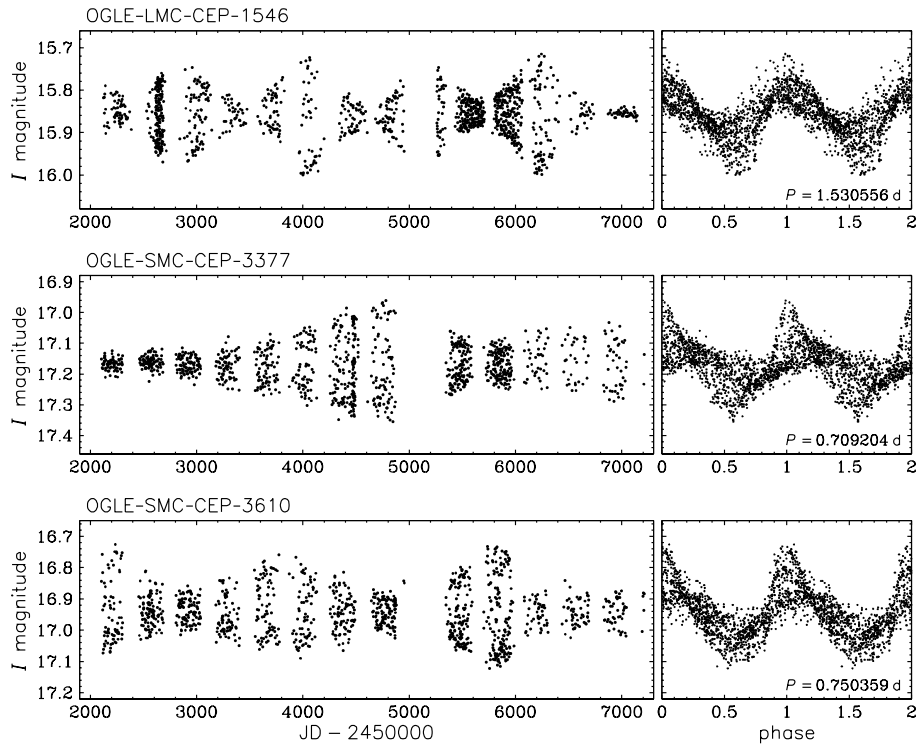 OGLE-LMC-CEP-1546
I magnitude
15.7
15.8
15.9
16.0
2000 3000 4000 5000 6000 7000
P = 1.530556 d
0 0.5 1 1.5 2
OGLE-SMC-CEP-3377
I magnitude
16.9
17.0
17.1
17.2
17.3
17.4
2000 3000 4000 5000 6000 7000
P = 0.709204 d
0 0.5 1 1.5 2
OGLE-SMC-CEP-3610
I magnitude
16.7
16.8
16.9
17.0
17.1
17.2
2000 3000 4000 5000 6000 7000
JD − 2450000
P = 0.750359 d
0 0.5 1 1.5 2
phase